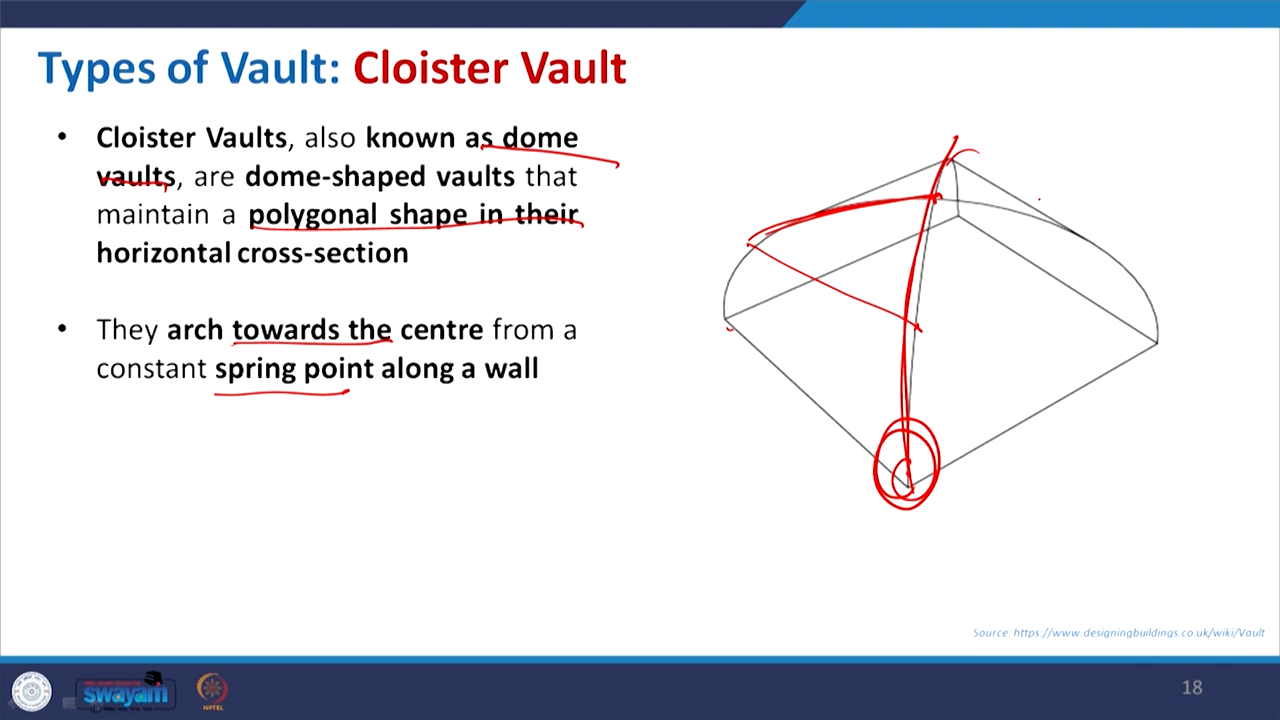 Types of Vault: Cloister Vault
• Cloister Vaults, also known as dome
vaults, are dome-shaped vaults that
maintain a polygonal shape in their
horizontal cross-section
• They arch towards the centre from a
constant spring point along a wall
Source: https://www.designingbuildings.co.uk/wiki/Vault
swayam
NPTEL
18